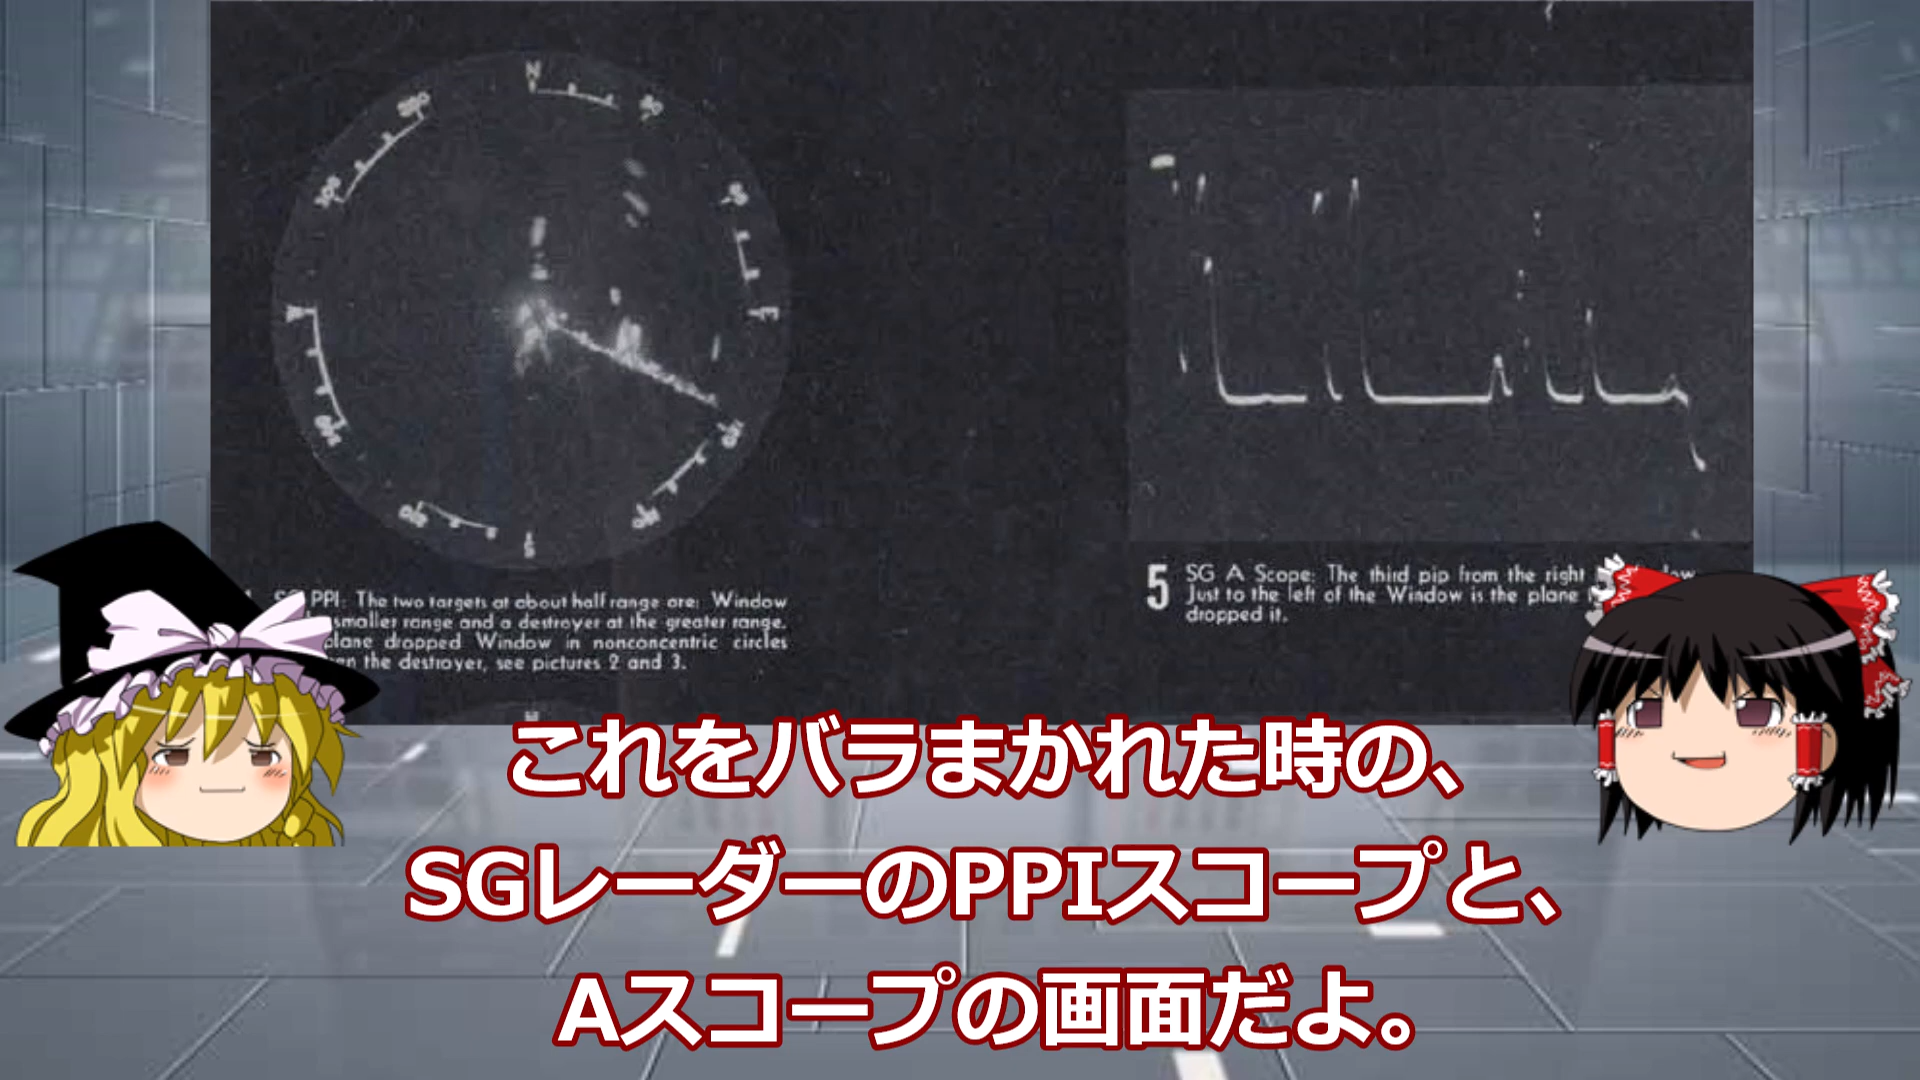 N
E
S
PPI: The two targets at about half range are: Window
smaller range and a destroyer at the greater range.
plane dropped Window in nonconcentric circles
the destroyer, see pictures 2 and 3.
5 SG A Scope: The third pip from the right
Just to the left of the Window is the plane
dropped it.
これをバラまかれた時の、
SGレーダーのPPIスコープと、
Aスコープの画面だよ。